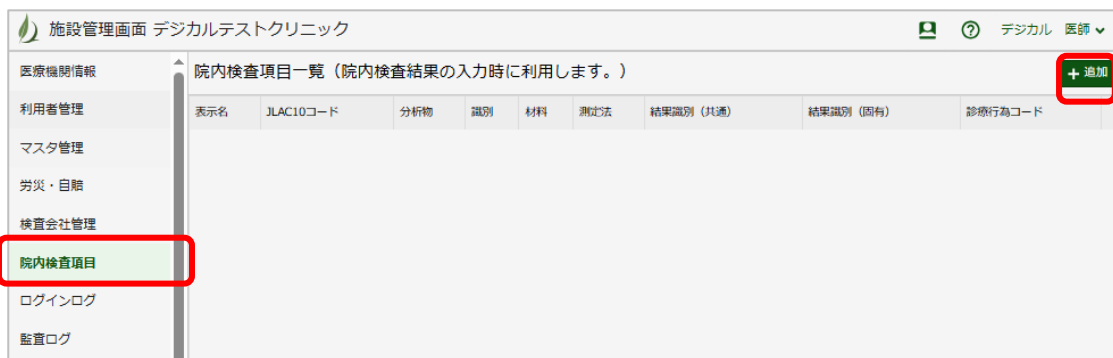 施設管理画面 デジカルテストクリニック
デジカル 医師
医療機関情報
利用者管理
マスタ管理
労災・自賠
検査会社管理
院内検査項目
ログインログ
監査ログ
院内検査項目一覧（院内検査結果の入力時に利用します。）
+ 追加
表示名 JLAC10コード 分析物 識別 材料 測定法 結果識別（共通） 結果識別（固有） 診療行為コード